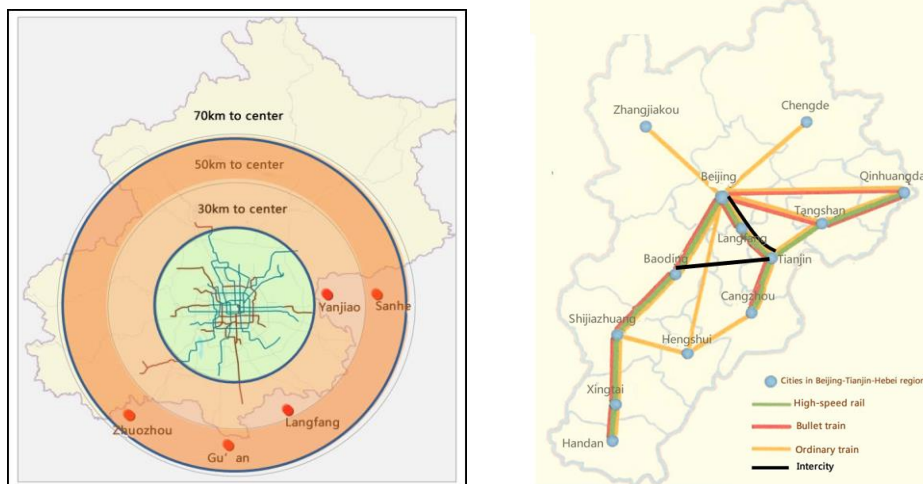 70km to center
50km to center
30km to center
Yanjiao
Sanhe
Langfang
Zhuozhou
Gu' an
Zhangjiakou
Chengde
Beijing
Qinhuangda
Tangshan
Langfang
Baoding
Tianjin
Cangzhou
Shijiazhuang
Hengshui
Xingtai
Handan
Cities in Beijing-Tianjin-Hebei region
High-speed rail
Bullet train
Ordinary train
Intercity